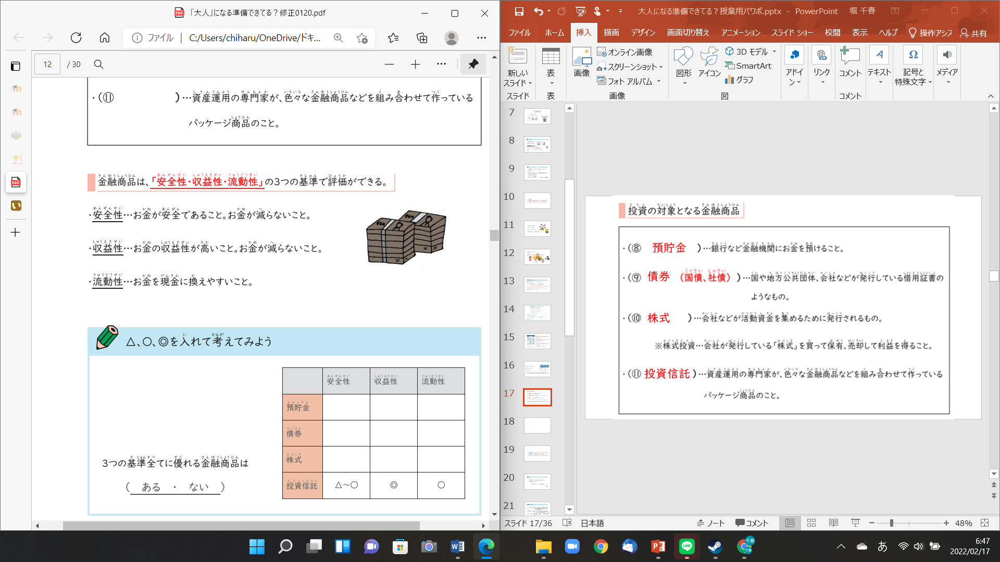 「大人」になる準備できてる？修正0120.pdf
ファイル
C:/Users/chiharu/OneDrive/ドキ...
12 / 30
・(⑪ )…資産運用の専門家が、色々な金融商品などを組み合わせて作っている
パッケージ商品のこと。
金融商品は、「安全性・収益性・流動性」の3つの基準で評価ができる。
・安全性…お金が安全であること。お金が減らないこと。
・収益性…お金の収益性が高いこと。お金が減らないこと。
・流動性…お金を現金に換えやすいこと。
△、〇、◎を入れて考えてみよう
安全性 収益性 流動性
預貯金
債券
株式
投資信託 △～〇 ◎ 〇
3つの基準全てに優れる金融商品は
( ある ・ ない )
大人になる準備できてる？授業用パワポ.pptx - PowerPoint 堀 千春
ファイル ホーム 挿入 描画 デザイン 画面切り替え アニメーション スライド ショー 校閲 表示 ヘルプ 操作アシス 共有
新しいスライド
表
画像
オンライン画像
スクリーンショット
フォト アルバム
図形
アイコン
3D モデル
SmartArt
グラフ
アドイン
リンク
コメント
テキスト
記号と特殊文字
メディア
スライド 表 画像 図 コメント
7
8
9
10
11
12
13
14
15
16
17
18
19
20
21
投資の対象となる金融商品
・(⑧ 預貯金 )…銀行など金融機関にお金を預けること。
・(⑨ 債券 （国債、社債） )…国や地方公共団体、会社などが発行している借用証書の
ようなもの。
・(⑩ 株式 )…会社などが活動資金を集めるために発行されるもの。
※株式投資…会社が発行している「株式」を買って保有、売却して利益を得ること。
・(⑪ 投資信託 )…資産運用の専門家が、色々な金融商品などを組み合わせて作っている
パッケージ商品のこと。
スライド 17/36 日本語 ノート コメント 48%
あ
6:47
2022/02/17